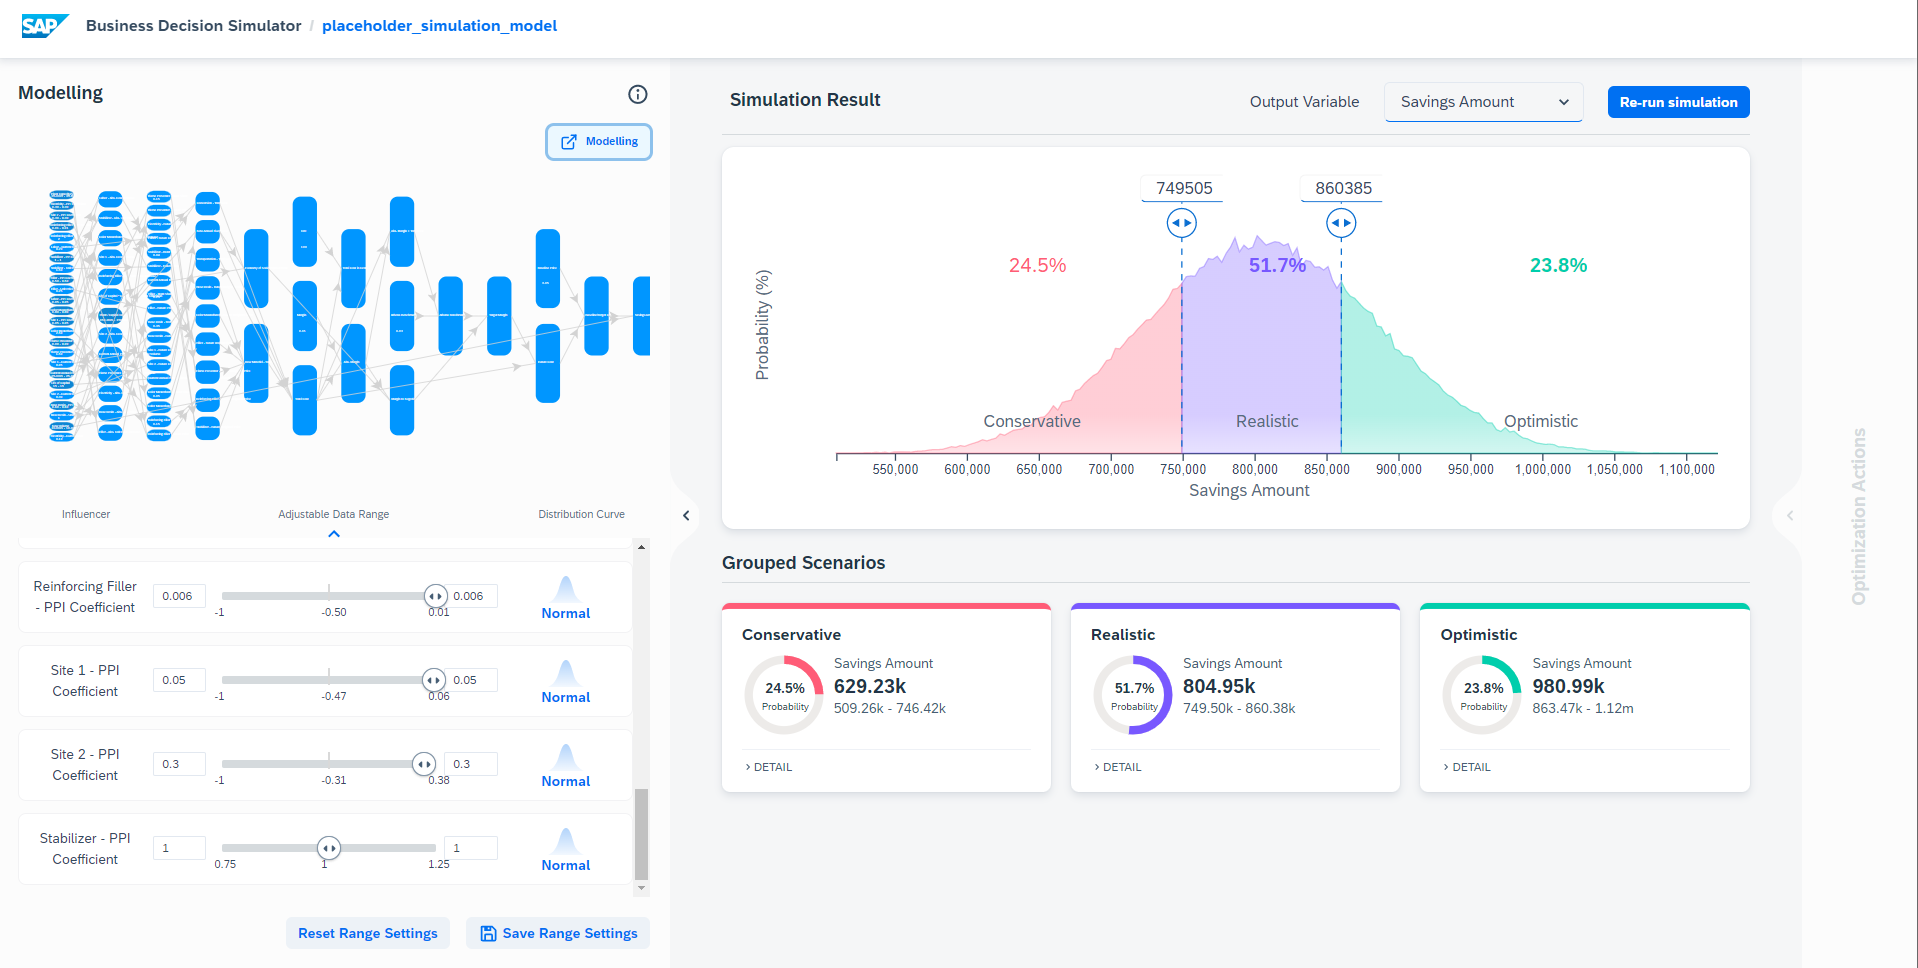 SAP
Business Decision Simulator / placeholder_simulation_model
Modelling
Modelling
Influencer
Adjustable Data Range
Distribution Curve
Reinforcing Filler
- PPI Coefficient
0.006
0.006
-1
-0.50
0.01
Normal
Site 1 - PPI
Coefficient
0.05
0.05
-1
-0.47
0.06
Normal
Site 2 - PPI
Coefficient
0.3
0.3
-1
-0.31
0.38
Normal
Stabilizer - PPI
Coefficient
1
1
0.75
1
1.25
Normal
Reset Range Settings
Save Range Settings
Simulation Result
Output Variable
Savings Amount
Re-run simulation
749505
860385
24.5%
51.7%
23.8%
Probability (%)
Conservative
Realistic
Optimistic
550,000
600,000
650,000
700,000
750,000
800,000
850,000
900,000
950,000
1,000,000
1,050,000
1,100,000
Savings Amount
Grouped Scenarios
Conservative
24.5%
Probability
Savings Amount
629.23k
509.26k - 746.42k
DETAIL
Realistic
51.7%
Probability
Savings Amount
804.95k
749.50k - 860.38k
DETAIL
Optimistic
23.8%
Probability
Savings Amount
980.99k
863.47k - 1.12m
DETAIL
Optimization Actions